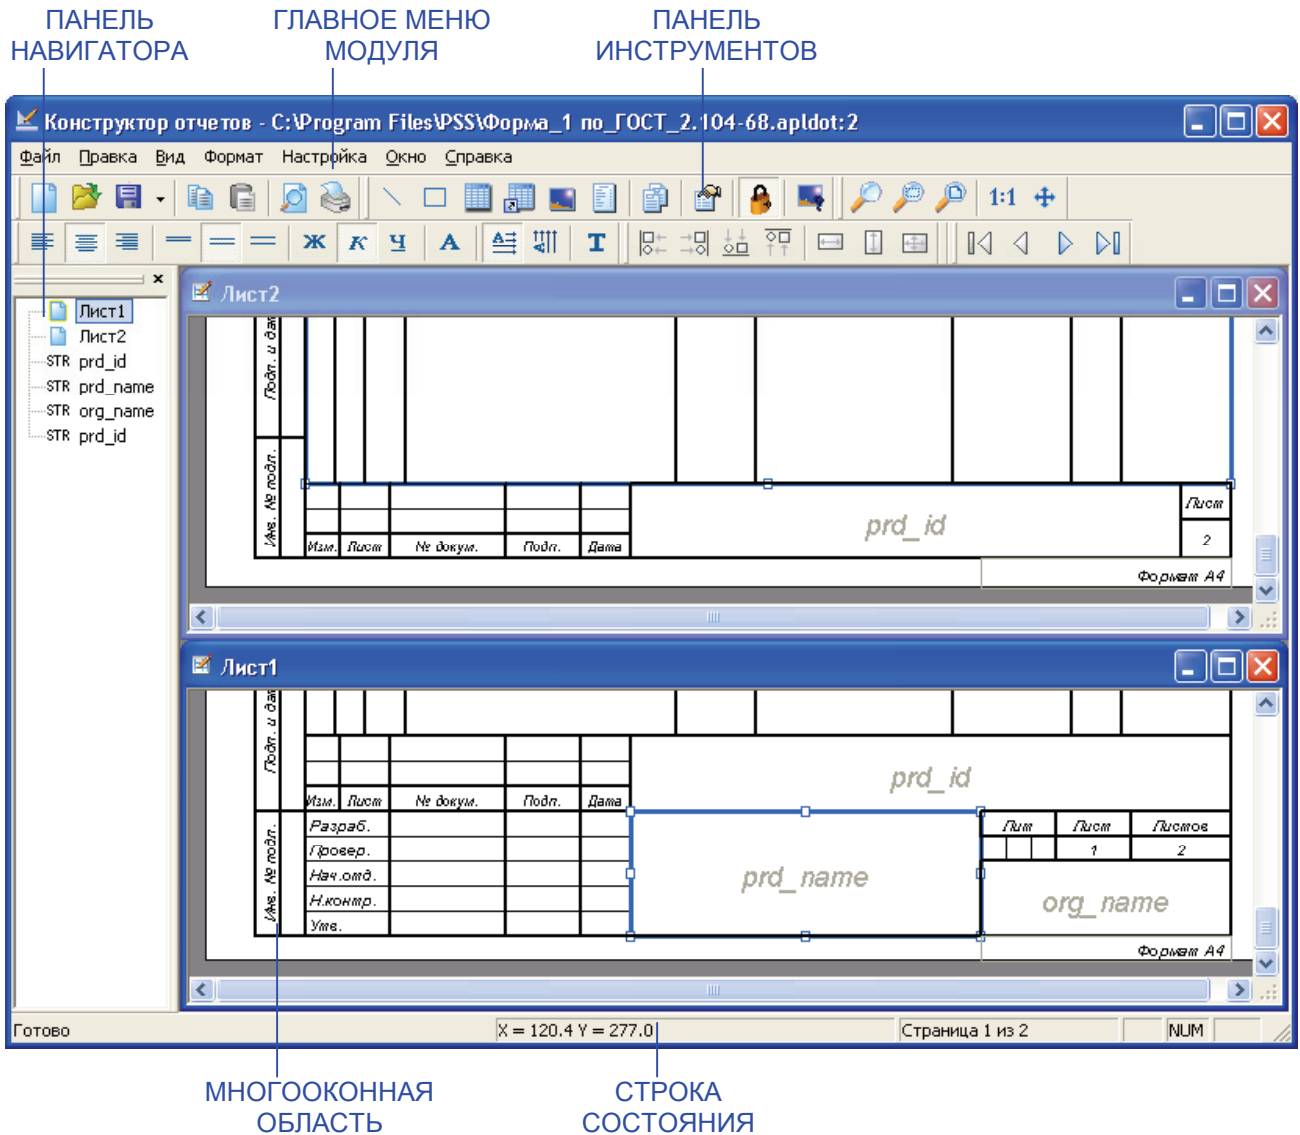 ПАНЕЛЬ
НАВИГАТОРА
ГЛАВНОЕ МЕНЮ
МОДУЛЯ
ПАНЕЛЬ
ИНСТРУМЕНТОВ
Конструктор отчетов - C:\Program Files\PSS\Форма_1 по_ГОСТ_2.104-68.apldot:2
Файл Правка Вид Формат Настройка Окно Справка
1:1
Ж К Ч А А Т
Лист1
Лист2
STR prd_id
STR prd_name
STR org_name
STR prd_id
Лист2
Подп. и дат
Инв. № подл.
prd_id
Лист
2
Изм. Лист № докум. Подп. Дата
Формат А4
Лист1
Подп. и дат
Инв. № подл.
prd_id
Изм. Лист № докум. Подп. Дата
Разраб.
Провер.
Нач.отд.
Н.контр.
Утв.
prd_name
Лит Лист Листов
1 2
org_name
Формат А4
Готово X = 120.4 Y = 277.0 Страница 1 из 2 NUM
МНОГООКОННАЯ
ОБЛАСТЬ
СТРОКА
СОСТОЯНИЯ